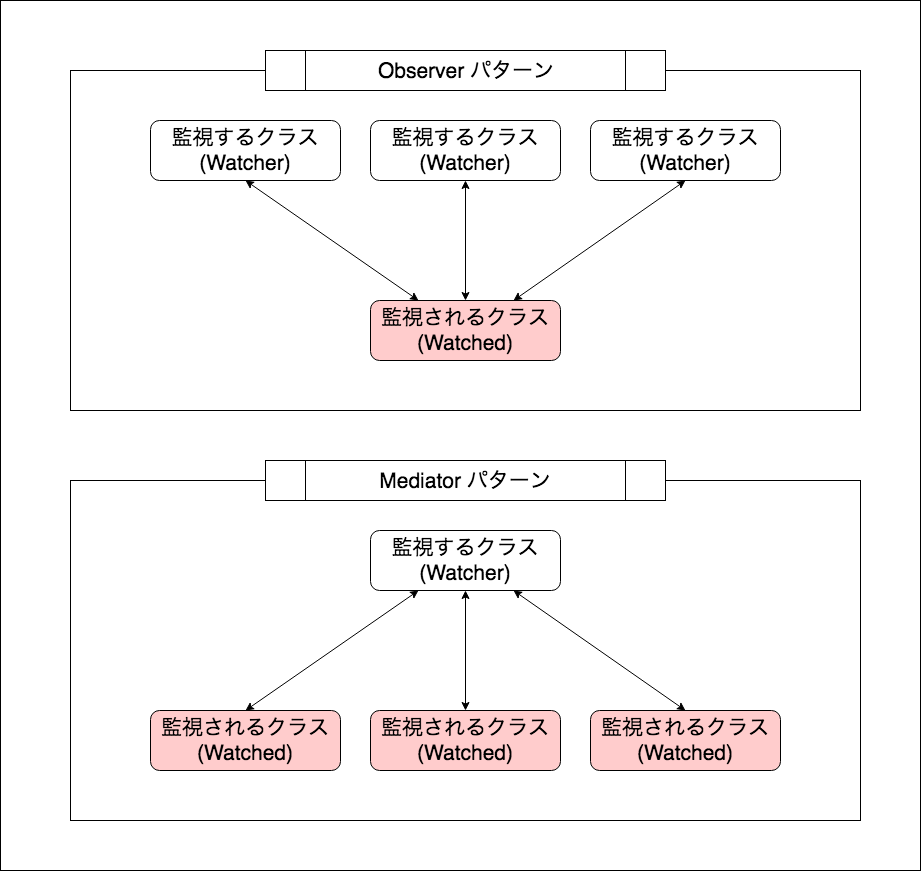 Observer パターン
監視するクラス
(Watcher)
監視するクラス
(Watcher)
監視するクラス
(Watcher)
監視されるクラス
(Watched)
Mediator パターン
監視するクラス
(Watcher)
監視されるクラス
(Watched)
監視されるクラス
(Watched)
監視されるクラス
(Watched)